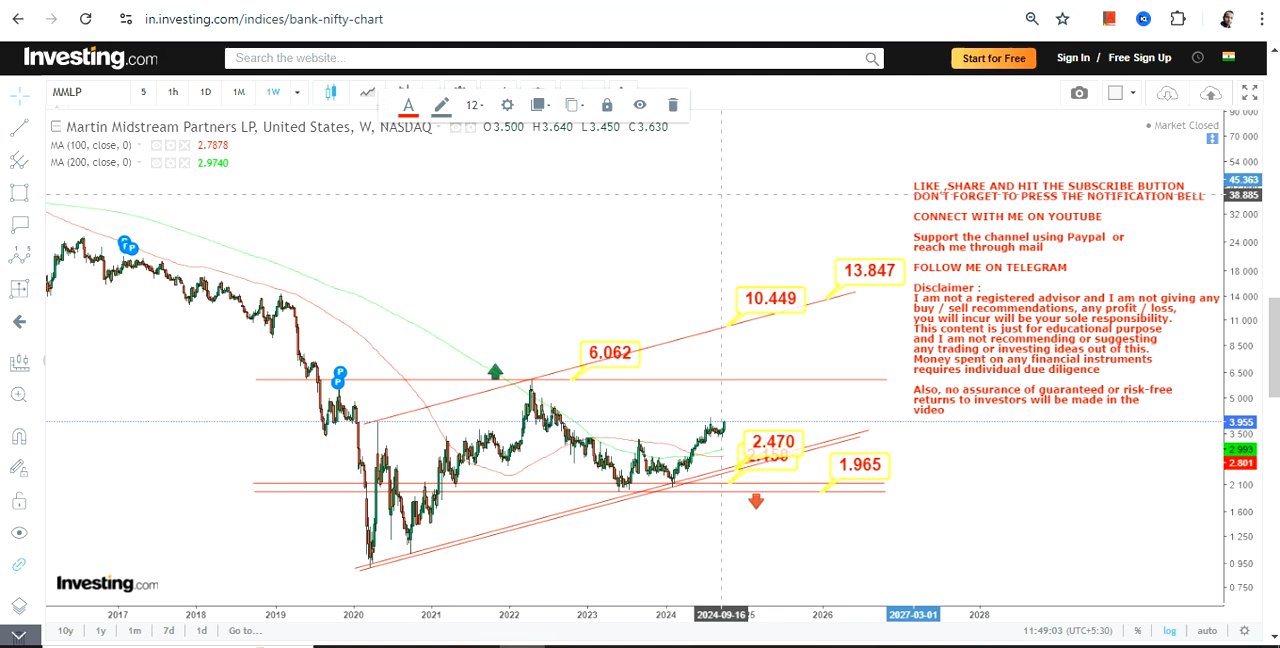 in.investing.com/indices/bank-nifty-chart
Investing.com
Search the website...
Start for Free
Sign In / Free Sign Up
MMLP 5 1h 1D 1M 1W
A 12
Martin Midstream Partners LP, United States, W, NASDAQ O3.500 H3.640 L3.450 C3.630
MA (100, close, 0) 2.7878
MA (200, close, 0) 2.9740
Market Closed
LIKE ,SHARE AND HIT THE SUBSCRIBE BUTTON
DON'T FORGET TO PRESS THE NOTIFICATION BELL
CONNECT WITH ME ON YOUTUBE
Support the channel using Paypal or
reach me through mail
FOLLOW ME ON TELEGRAM
Disclaimer :
I am not a registered advisor and I am not giving any
buy / sell recommendations, any profit / loss,
you will incur will be your sole responsibility.
This content is just for educational purpose
and I am not recommending or suggesting
any trading or investing ideas out of this.
Money spent on any financial instruments
requires individual due diligence
Also, no assurance of guaranteed or risk-free
returns to investors will be made in the
video
13.847
10.449
6.062
2.470
1.965
P
P
P
P
70.000
54.000
45.363
38.885
32.000
24.000
18.000
14.000
11.000
8.500
6.500
5.000
3.955
3.500
2.993
2.801
2.100
1.600
1.250
0.950
0.750
Investing.com
2017 2018 2019 2020 2021 2022 2023 2024 2024-09-16 2026 2027-03-01 2028
10y 1y 1m 7d 1d Go to...
11:49:03 (UTC+5:30) % log auto